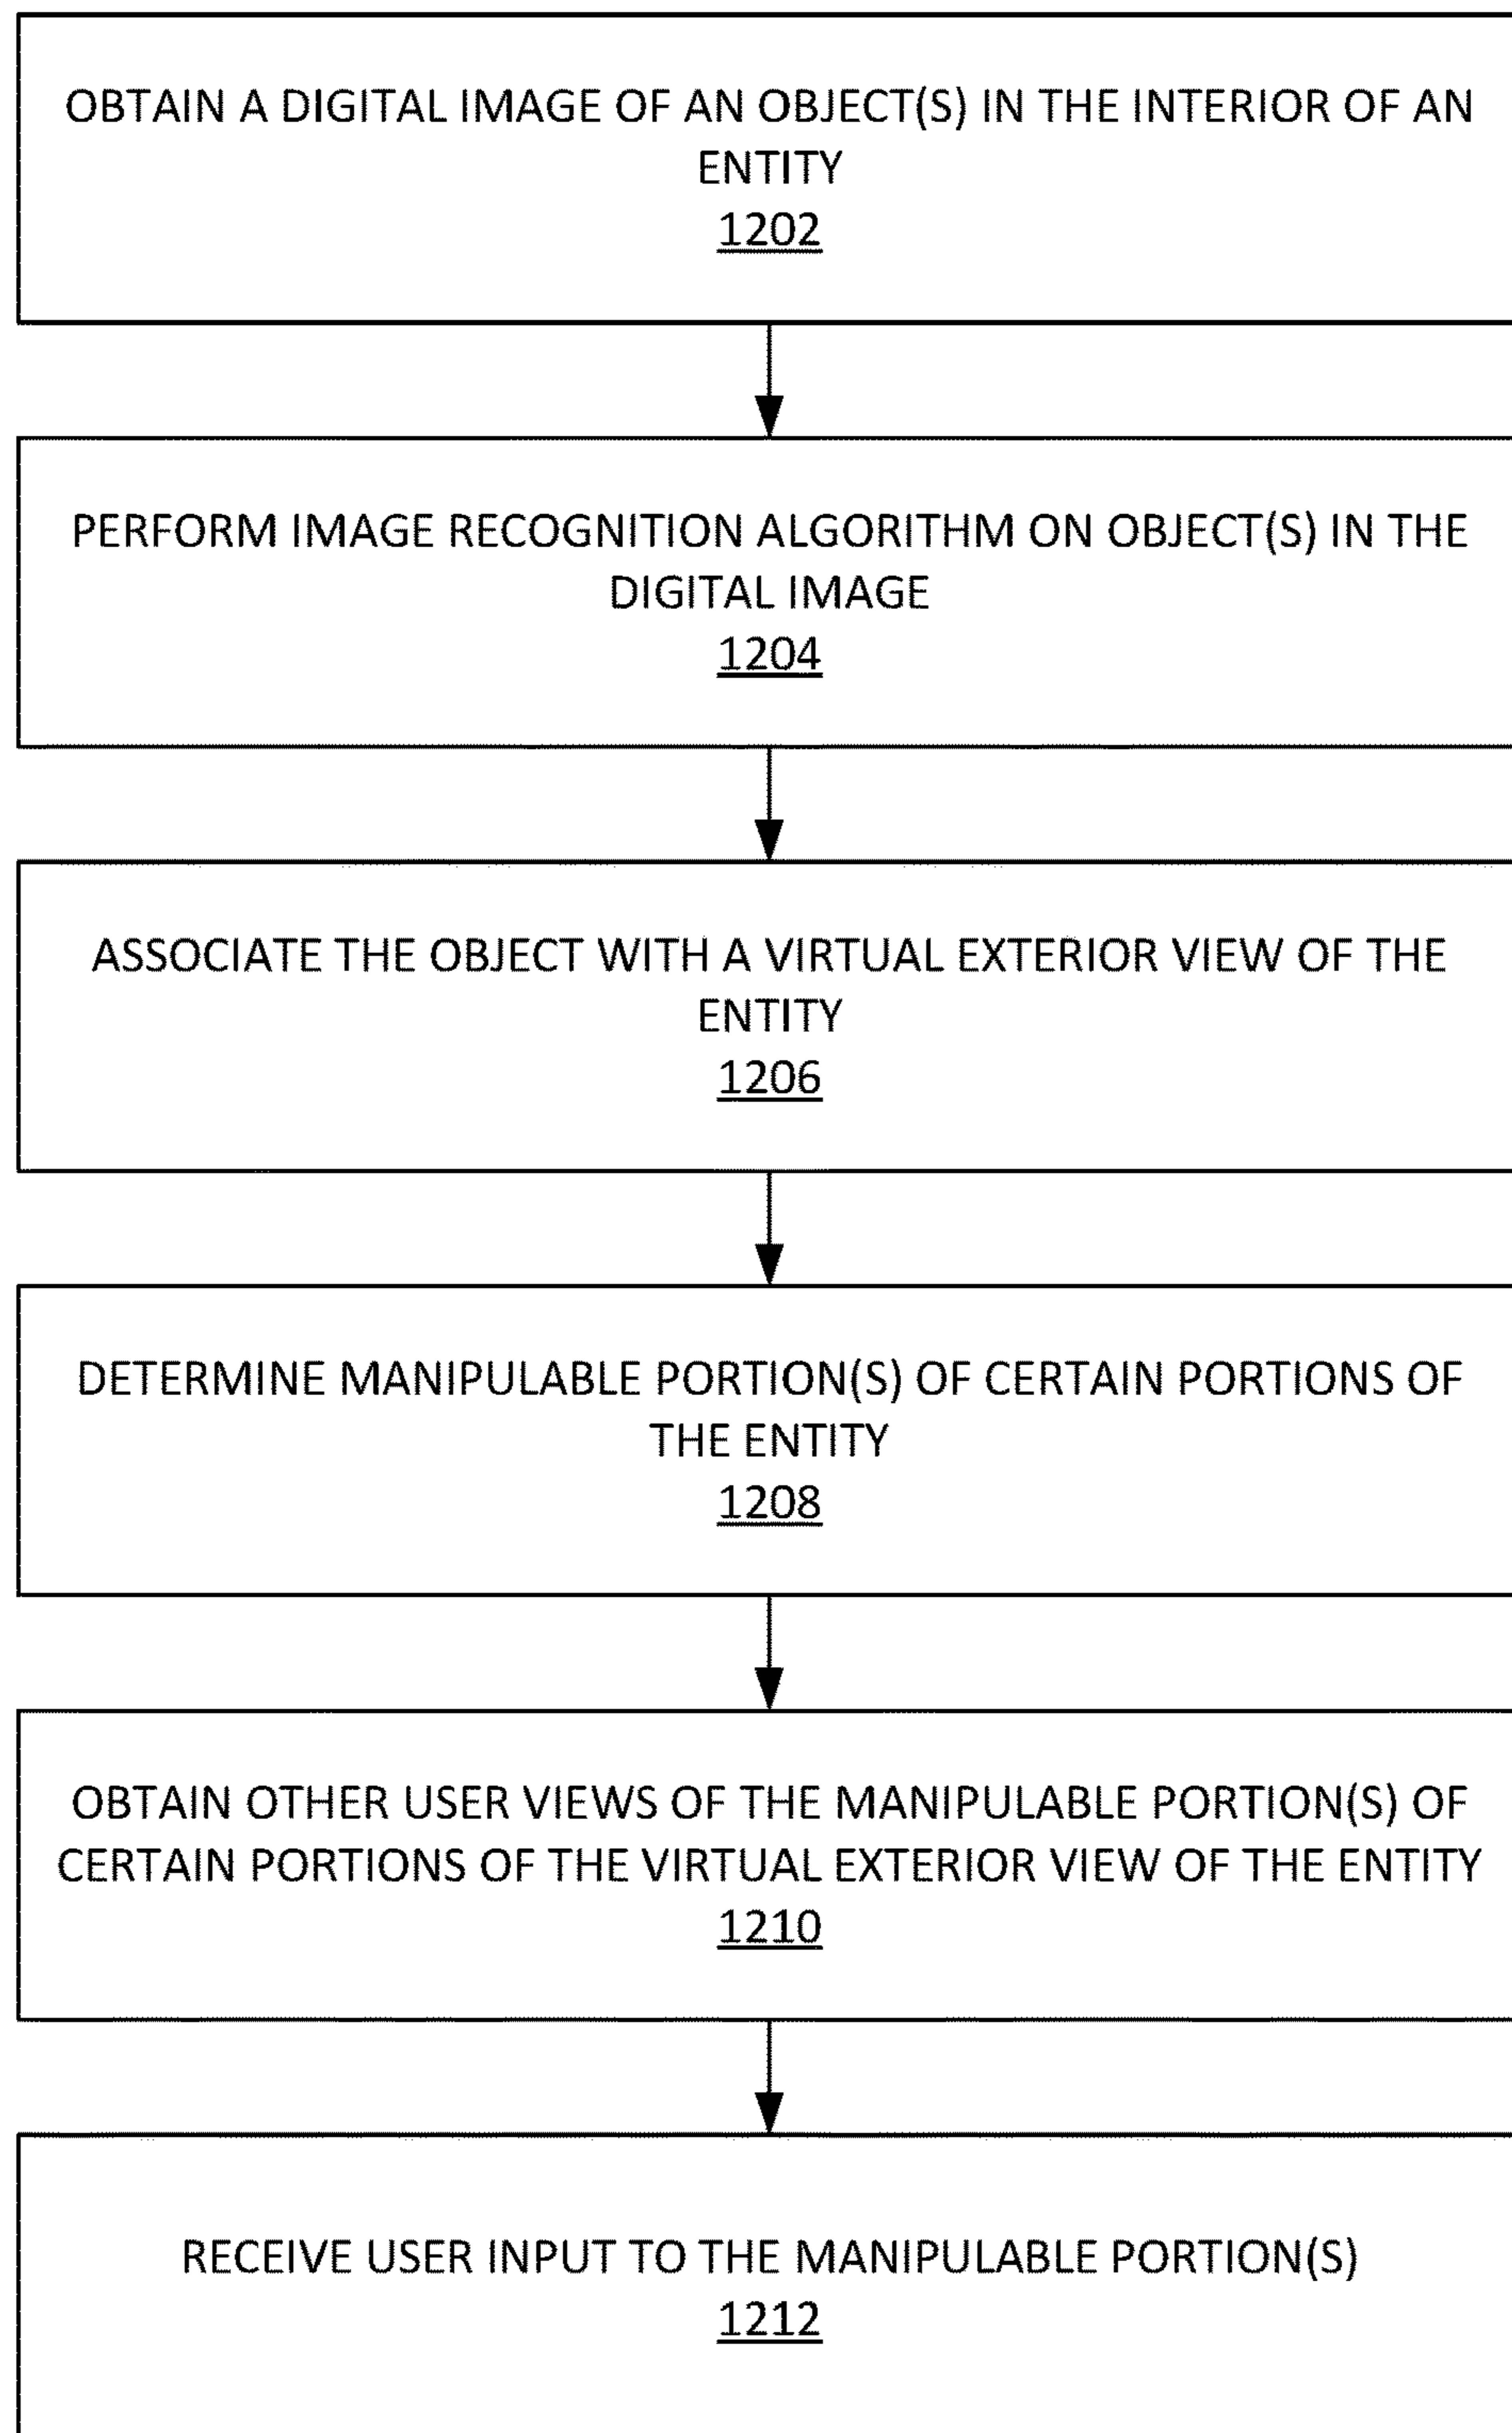 OBTAIN A DIGITAL IMAGE OF AN OBJECT(S) IN THE INTERIOR OF AN
ENTITY
1202
PERFORM IMAGE RECOGNITION ALGORITHM ON OBJECT(S) IN THE
DIGITAL IMAGE
1204
ASSOCIATE THE OBJECT WITH A VIRTUAL EXTERIOR VIEW OF THE
ENTITY
1206
DETERMINE MANIPULABLE PORTION(S) OF CERTAIN PORTIONS OF
THE ENTITY
1208
OBTAIN OTHER USER VIEWS OF THE MANIPULABLE PORTION(S) OF
CERTAIN PORTIONS OF THE VIRTUAL EXTERIOR VIEW OF THE ENTITY
1210
RECEIVE USER INPUT TO THE MANIPULABLE PORTION(S)
1212